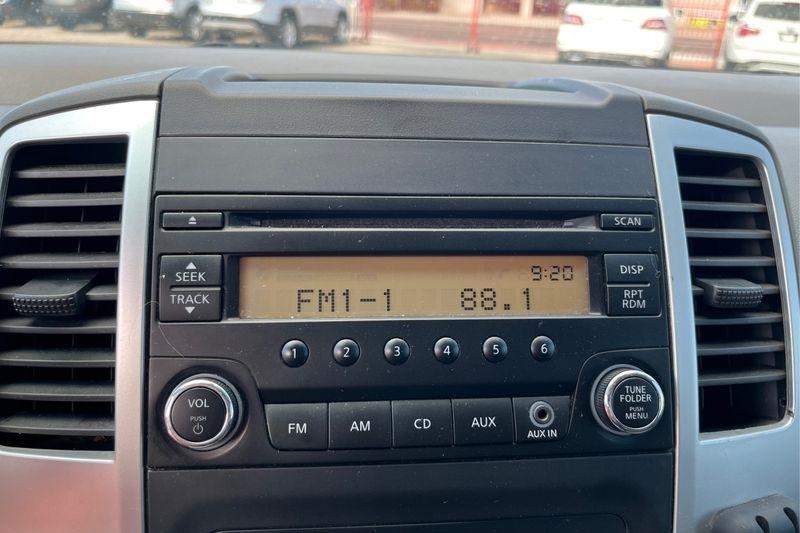 SCAN
SEEK
TRACK
9:20
FM1-1 88.1
DISP
RPT
RDM
1 2 3 4 5 6
VOL
PUSH
FM AM CD AUX
AUX IN
TUNE
FOLDER
PUSH
MENU